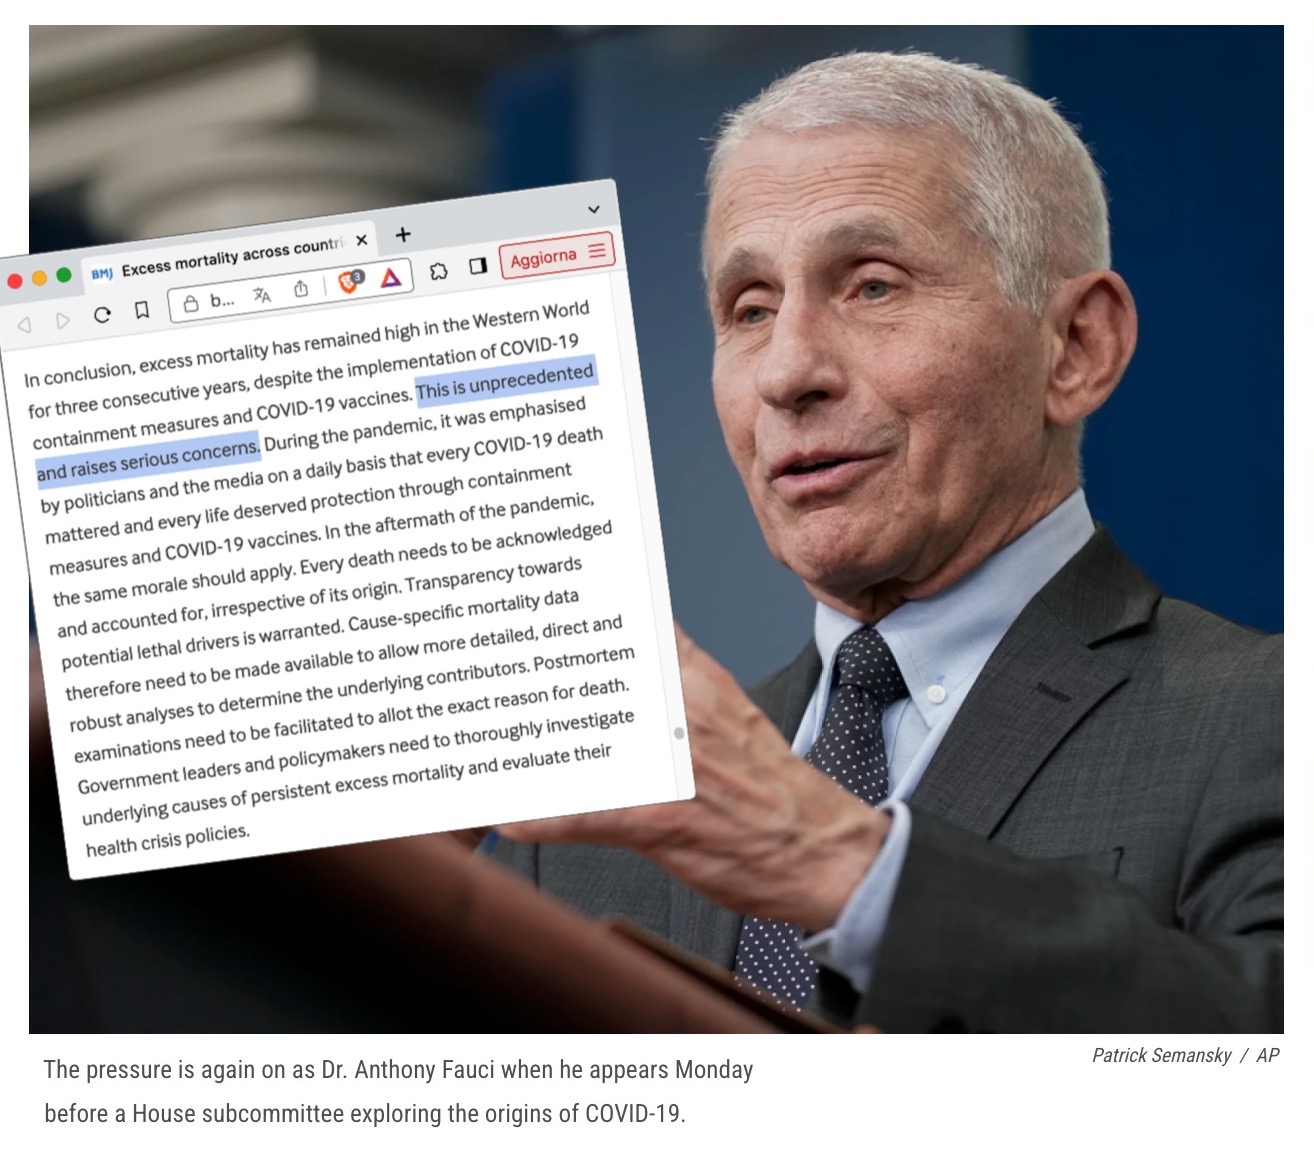 BMJ Excess mortality across countri
b...
3
Aggiorna
In conclusion, excess mortality has remained high in the Western World
for three consecutive years, despite the implementation of COVID-19
containment measures and COVID-19 vaccines. This is unprecedented
and raises serious concerns. During the pandemic, it was emphasised
by politicians and the media on a daily basis that every COVID-19 death
mattered and every life deserved protection through containment
measures and COVID-19 vaccines. In the aftermath of the pandemic,
the same morale should apply. Every death needs to be acknowledged
and accounted for, irrespective of its origin. Transparency towards
potential lethal drivers is warranted. Cause-specific mortality data
therefore need to be made available to allow more detailed, direct and
robust analyses to determine the underlying contributors. Postmortem
examinations need to be facilitated to allot the exact reason for death.
Government leaders and policymakers need to thoroughly investigate
underlying causes of persistent excess mortality and evaluate their
health crisis policies.
Patrick Semansky / AP
The pressure is again on as Dr. Anthony Fauci when he appears Monday
before a House subcommittee exploring the origins of COVID-19.